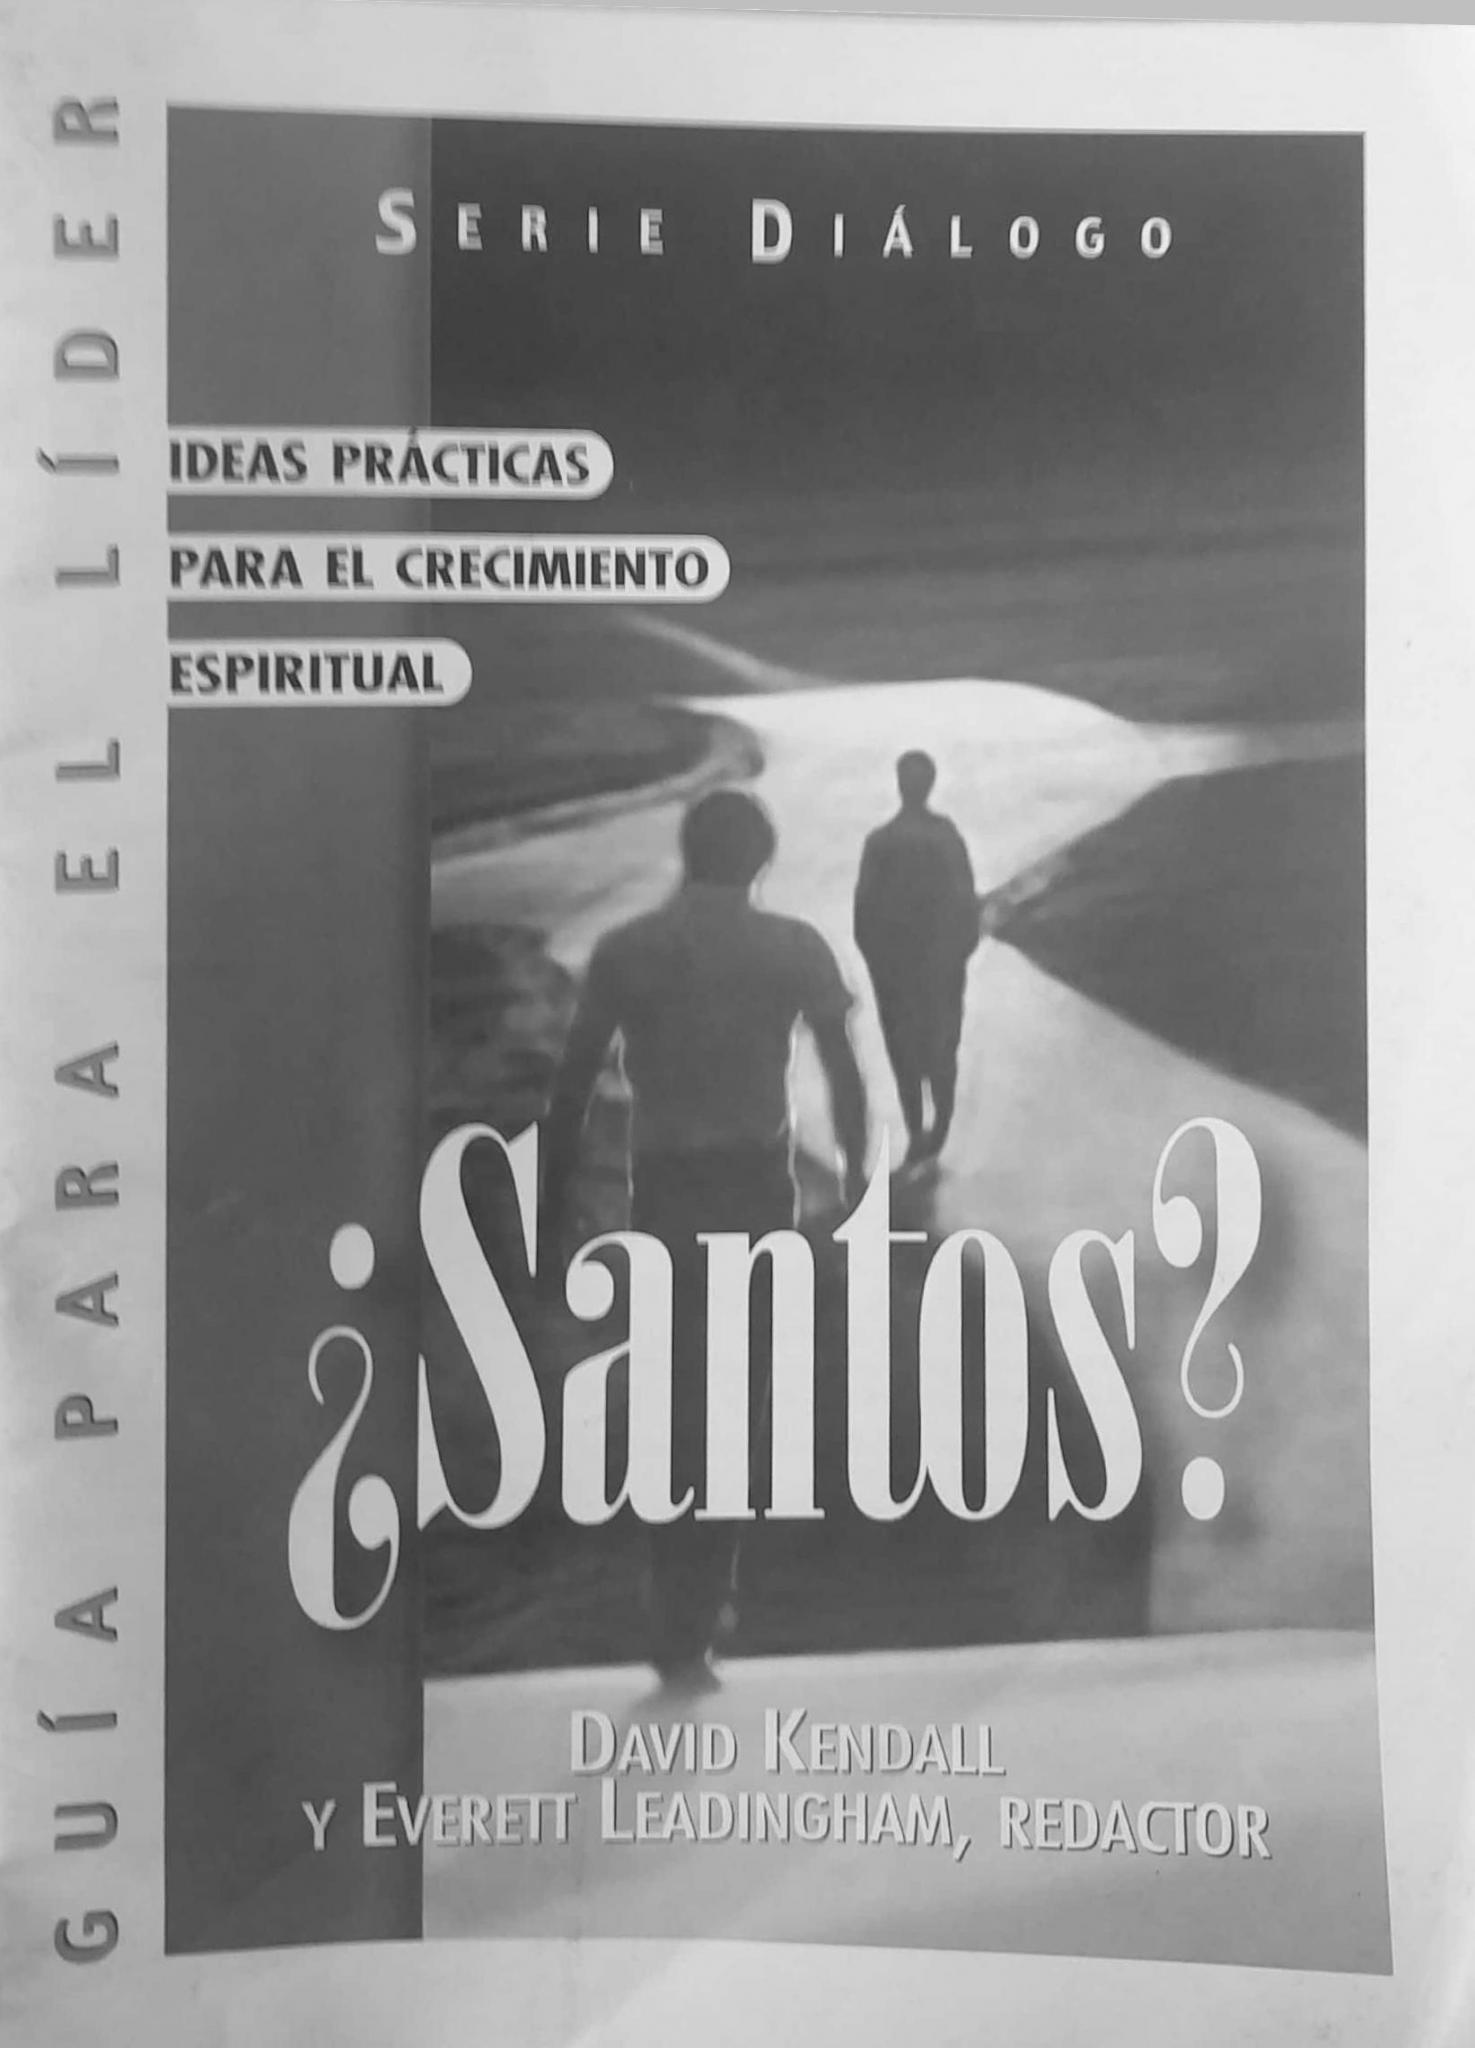 GUÍA PARA EL LÍDER
SERIE DIÁLOGO
IDEAS PRÁCTICAS
PARA EL CRECIMIENTO
ESPIRITUAL
¿Santos?
DAVID KENDALL
Y EVERETT LEADINGHAM, REDACTOR